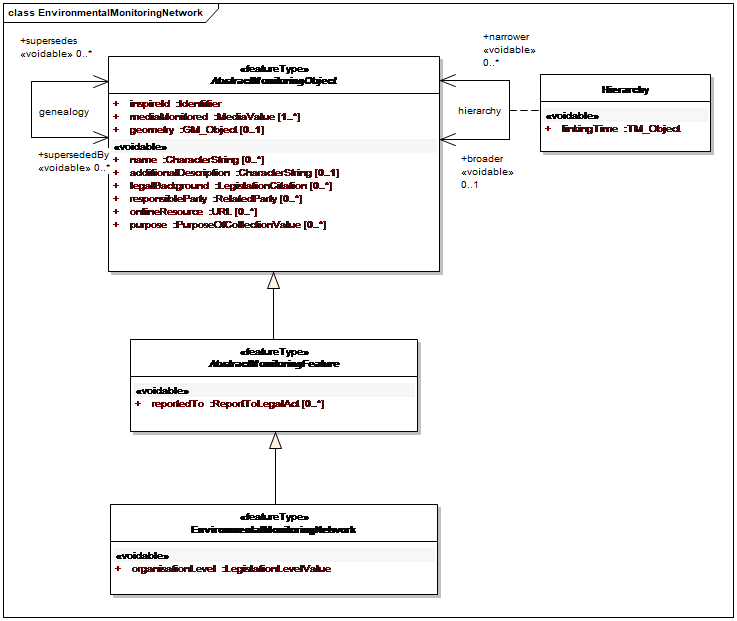 class EnvironmentalMonitoringNetwork
+supersedes
«voidable» 0..*
genealogy
+supersededBy
«voidable» 0..*
«featureType»
AbstractMonitoringObject
+ inspireId :Identifier
+ mediaMonitored :MediaValue [1..*]
+ geometry :GM_Object [0..1]
«voidable»
+ name :CharacterString [0..*]
+ additionalDescription :CharacterString [0..1]
+ legalBackground :LegislationCitation [0..*]
+ responsibleParty :RelatedParty [0..*]
+ onlineResource :URL [0..*]
+ purpose :PurposeOfCollectionValue [0..*]
+narrower
«voidable»
0..*
hierarchy
+broader
«voidable»
0..1
Hierarchy
«voidable»
+ linkingTime :TM_Object
«featureType»
AbstractMonitoringFeature
«voidable»
+ reportedTo :ReportToLegalAct [0..*]
«featureType»
EnvironmentalMonitoringNetwork
«voidable»
+ organisationLevel :LegislationLevelValue